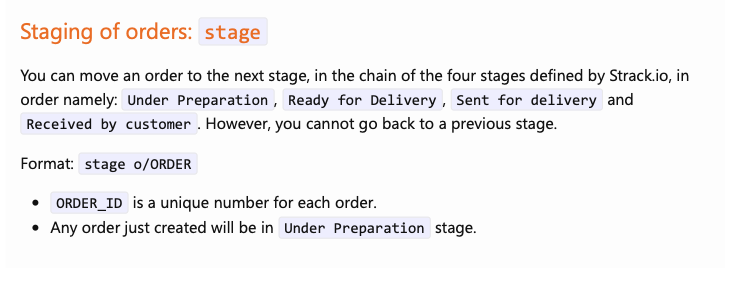 Staging of orders: stage
You can move an order to the next stage, in the chain of the four stages defined by Strack.io, in
order namely: Under Preparation, Ready for Delivery, Sent for delivery and
Received by customer. However, you cannot go back to a previous stage.
Format: stage o/ORDER
• ORDER_ID is a unique number for each order.
• Any order just created will be in Under Preparation stage.